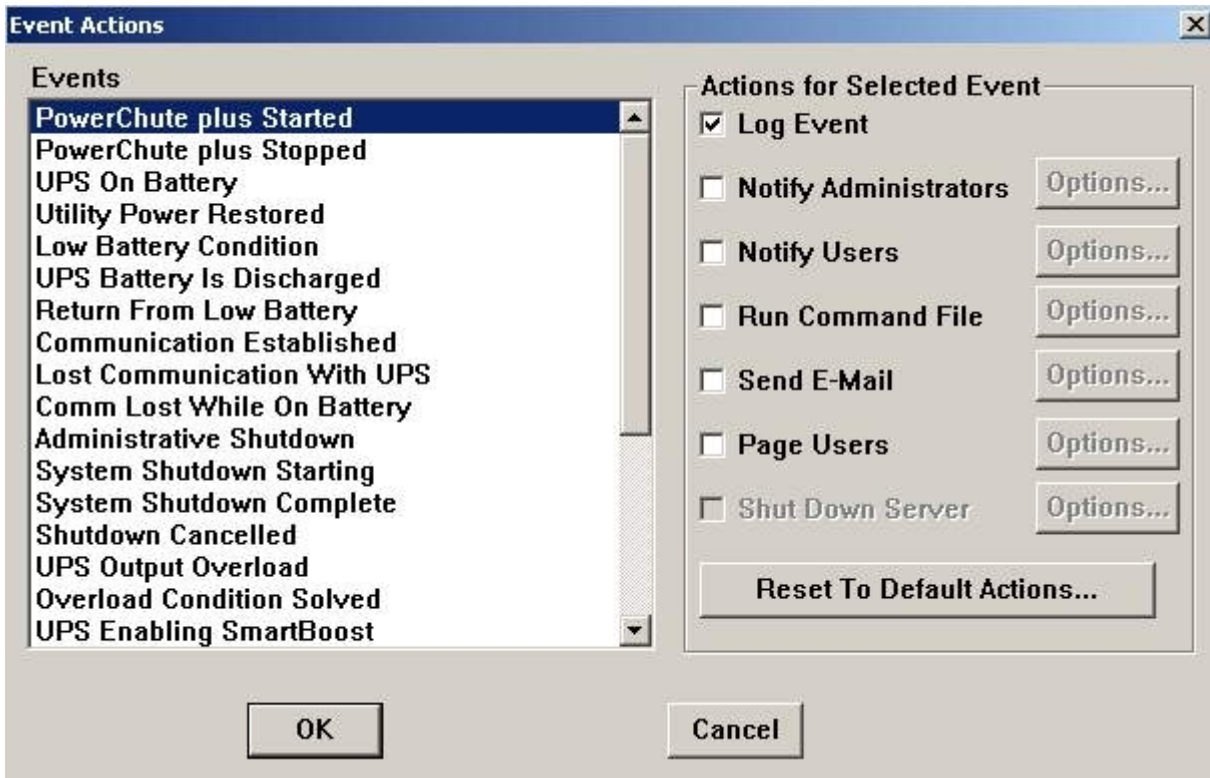 Event Actions
Events
PowerChute plus Started
PowerChute plus Stopped
UPS On Battery
Utility Power Restored
Low Battery Condition
UPS Battery Is Discharged
Return From Low Battery
Communication Established
Lost Communication With UPS
Comm Lost While On Battery
Administrative Shutdown
System Shutdown Starting
System Shutdown Complete
Shutdown Cancelled
UPS Output Overload
Overload Condition Solved
UPS Enabling SmartBoost
Actions for Selected Event
Log Event
Notify Administrators Options...
Notify Users Options...
Run Command File Options...
Send E-Mail Options...
Page Users Options...
Shut Down Server Options...
Reset To Default Actions...
OK Cancel